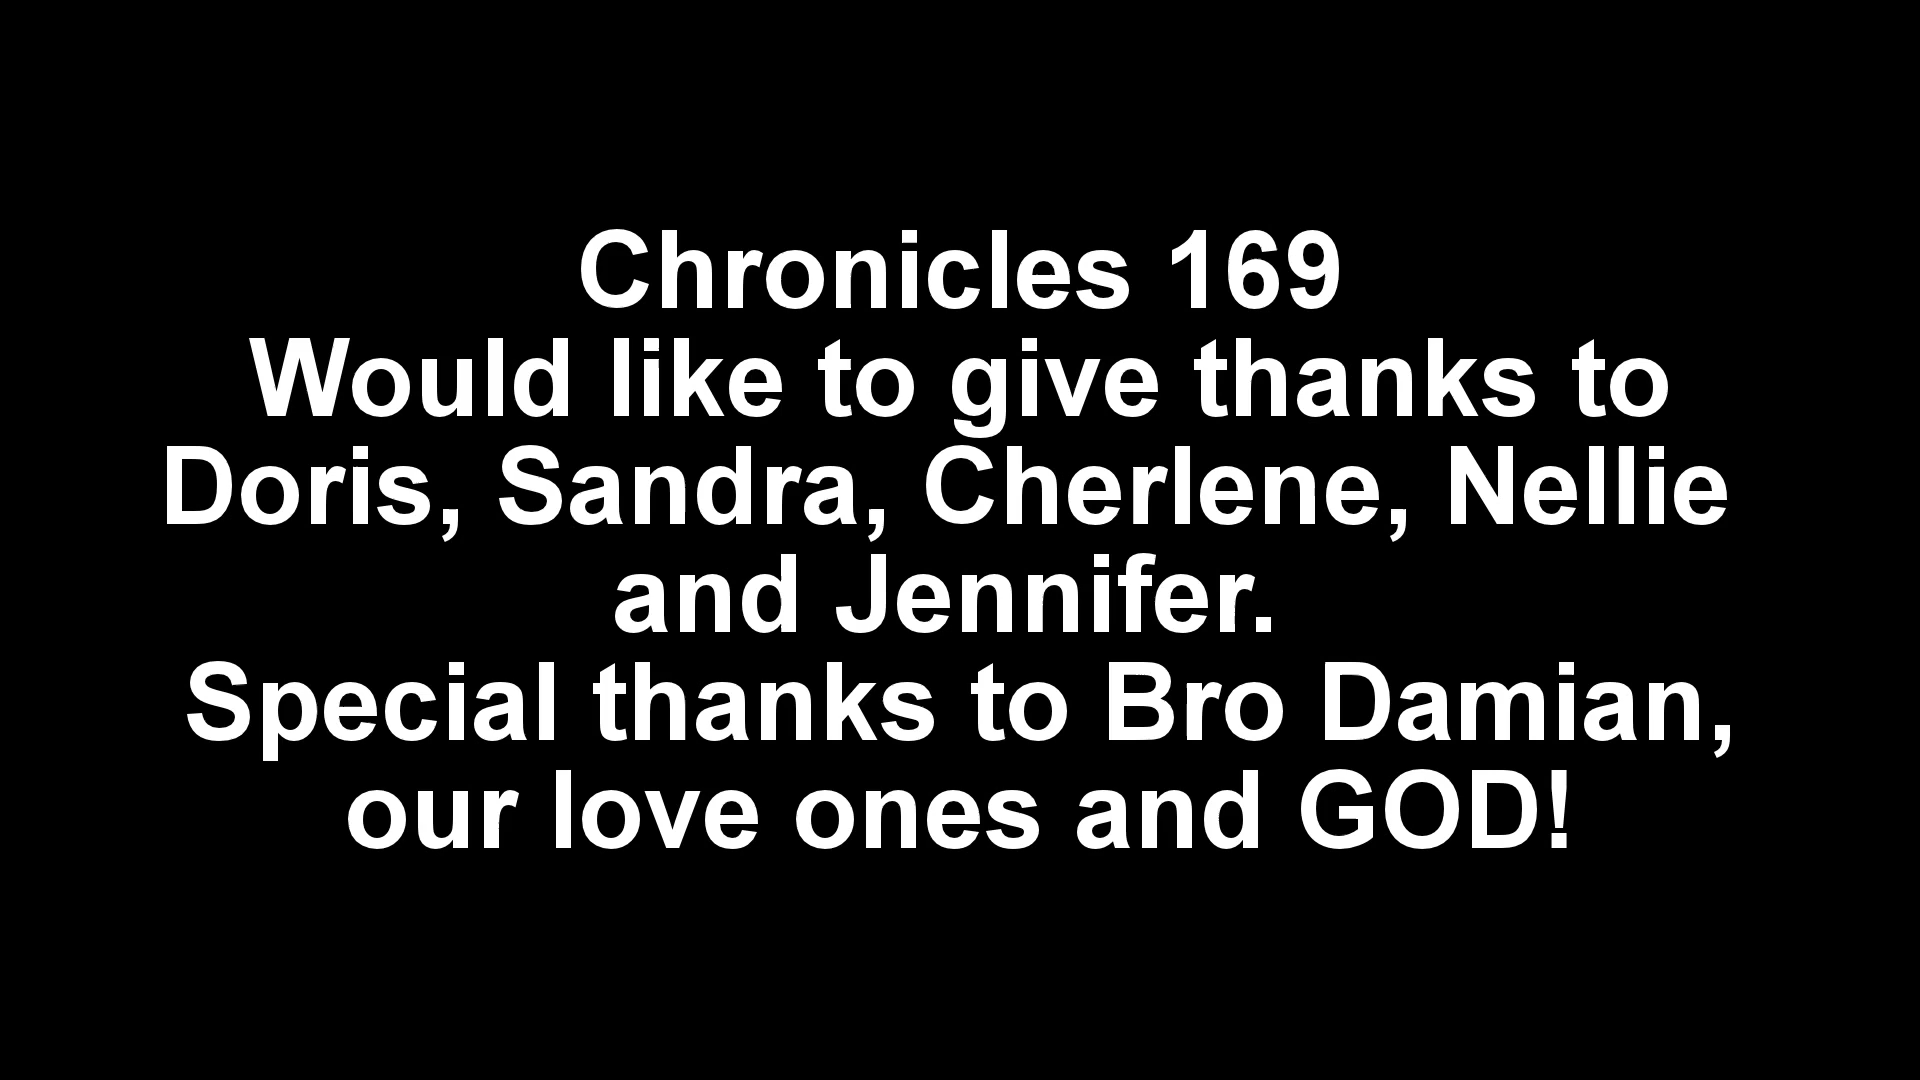 Chronicles 169
Would like to give thanks to
Doris, Sandra, Cherlene, Nellie
and Jennifer.
Special thanks to Bro Damian,
our love ones and GOD!